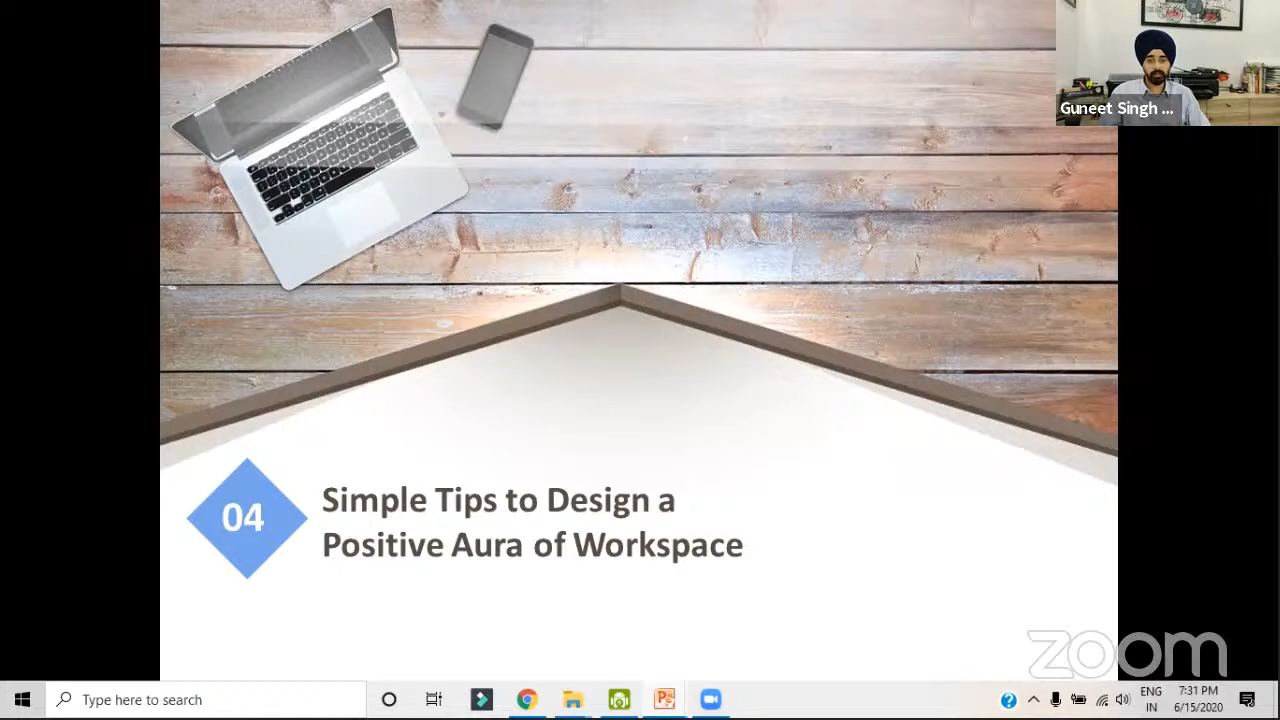 Guneet Singh ...
04
Simple Tips to Design a
Positive Aura of Workspace
zoom
Type here to search
ENG
IN
7:31 PM
6/15/2020